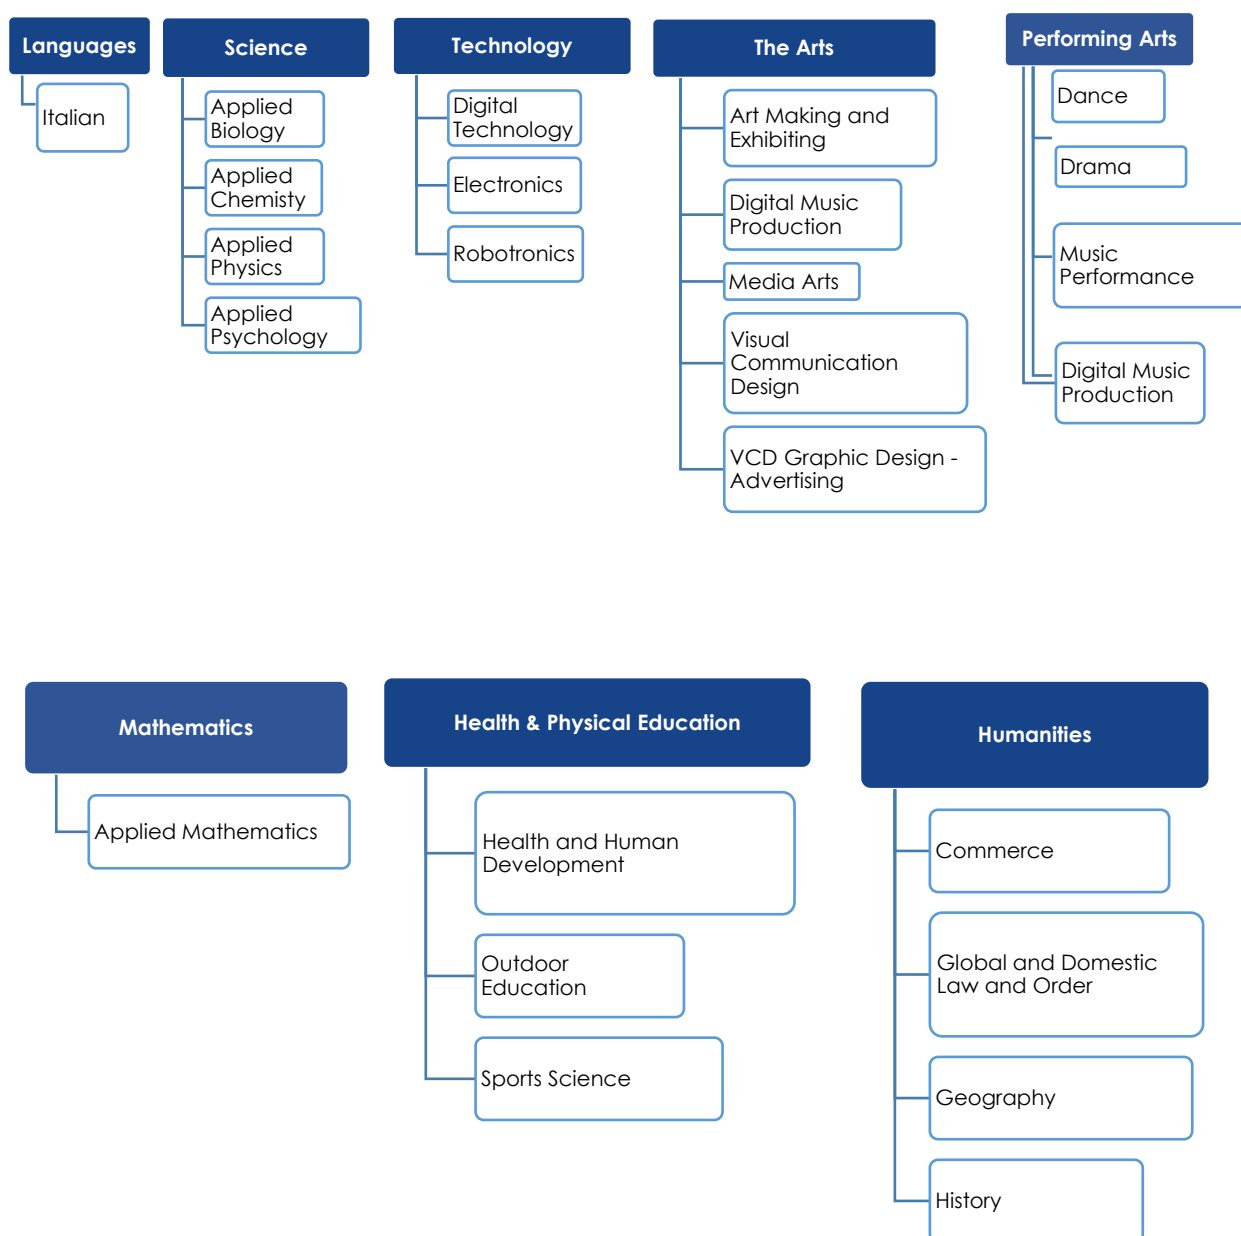 Languages
Italian
Science
Applied
Biology
Applied
Chemisty
Applied
Physics
Applied
Psychology
Technology
Digital
Technology
Electronics
Robotronics
The Arts
Art Making and
Exhibiting
Digital Music
Production
Media Arts
Visual
Communication
Design
VCD Graphic Design -
Advertising
Performing Arts
Dance
Drama
Music
Performance
Digital Music
Production
Mathematics
Applied Mathematics
Health & Physical Education
Health and Human
Development
Outdoor
Education
Sports Science
Humanities
Commerce
Global and Domestic
Law and Order
Geography
History